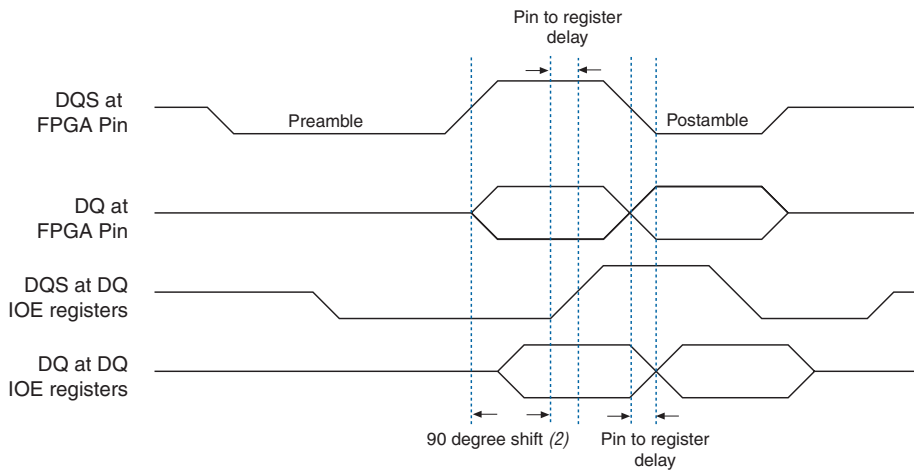 Pin to register
delay
DQS at
FPGA Pin
Preamble
Postamble
DQ at
FPGA Pin
DQS at DQ
IOE registers
DQ at DQ
IOE registers
90 degree shift (2)
Pin to register
delay